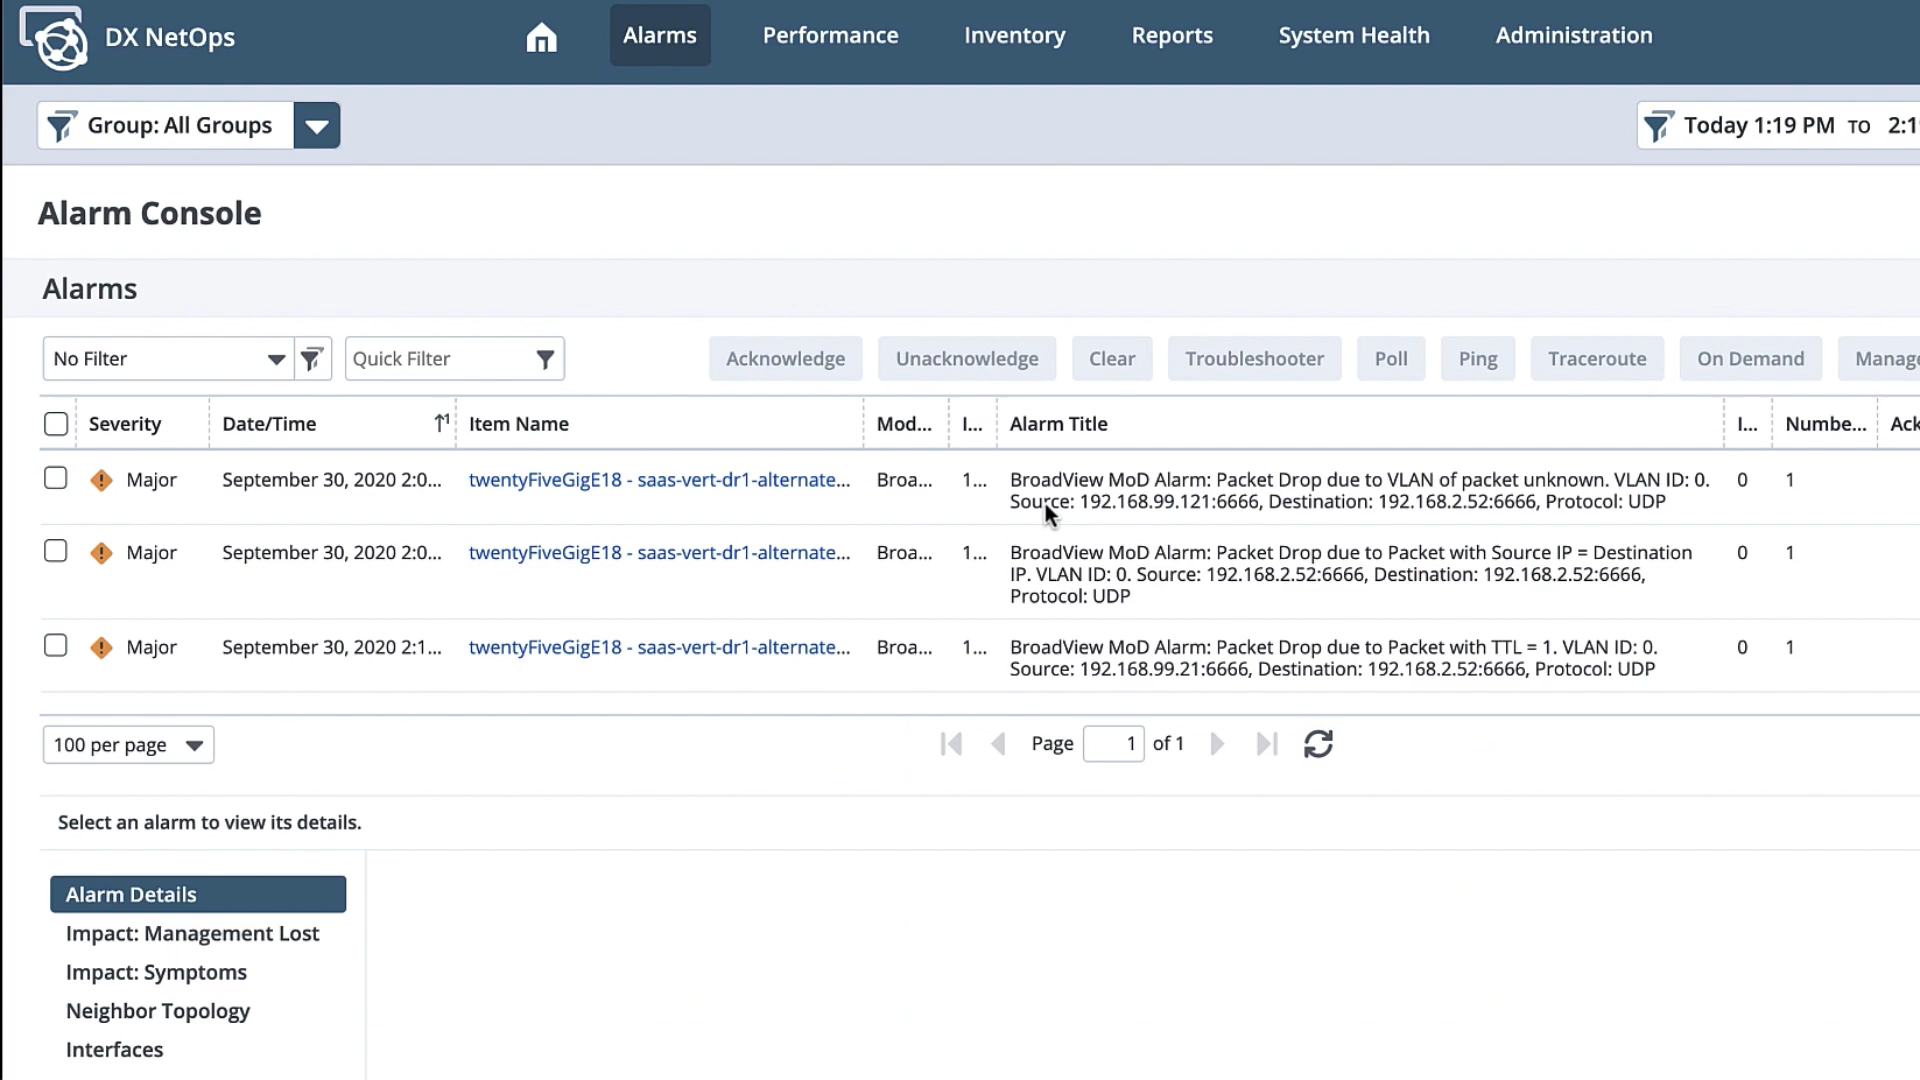 DX NetOps
Alarms
Performance
Inventory
Reports
System Health
Administration
Group: All Groups
Today 1:19 PM TO 2:1
Alarm Console
Alarms
No Filter
Quick Filter
Acknowledge
Unacknowledge
Clear
Troubleshooter
Poll
Ping
Traceroute
On Demand
Manage
Severity
Date/Time
1
Item Name
Mod...
I...
Alarm Title
I...
Numbe...
Ack
Major
September 30, 2020 2:0...
twentyFiveGigE18 - saas-vert-dr1-alternate...
Broa...
1...
BroadView MoD Alarm: Packet Drop due to VLAN of packet unknown. VLAN ID: 0.
Source: 192.168.99.121:6666, Destination: 192.168.2.52:6666, Protocol: UDP
0
1
Major
September 30, 2020 2:0...
twentyFiveGigE18 - saas-vert-dr1-alternate...
Broa...
1...
BroadView MoD Alarm: Packet Drop due to Packet with Source IP = Destination
IP. VLAN ID: 0. Source: 192.168.2.52:6666, Destination: 192.168.2.52:6666,
Protocol: UDP
0
1
Major
September 30, 2020 2:1...
twentyFiveGigE18 - saas-vert-dr1-alternate...
Broa...
1...
BroadView MoD Alarm: Packet Drop due to Packet with TTL = 1. VLAN ID: 0.
Source: 192.168.99.21:6666, Destination: 192.168.2.52:6666, Protocol: UDP
0
1
100 per page
Page 1 of 1
Select an alarm to view its details.
Alarm Details
Impact: Management Lost
Impact: Symptoms
Neighbor Topology
Interfaces